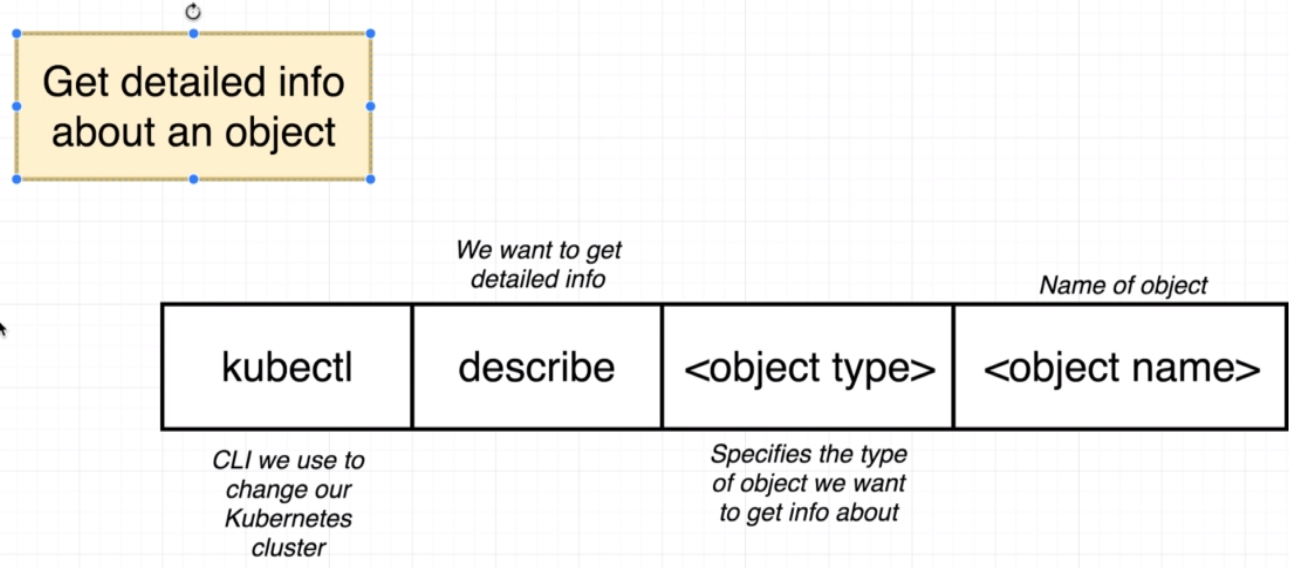 Get detailed info
about an object
We want to get
detailed info
Name of object
kubectl
describe
<object type>
<object name>
CLI we use to
change our
Kubernetes
cluster
Specifies the type
of object we want
to get info about